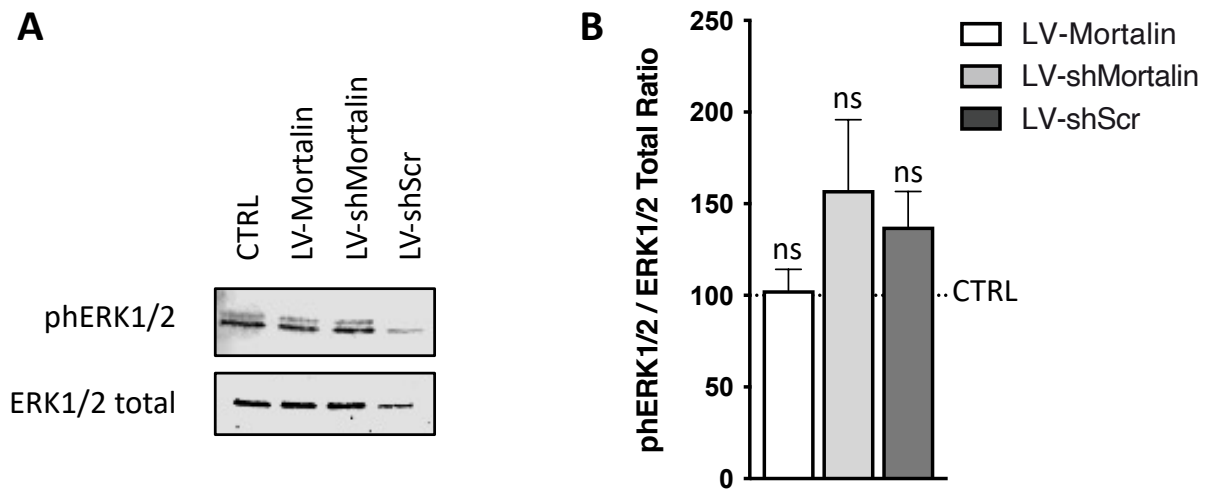 A
CTRL
LV-Mortalin
LV-shMortalin
LV-shScr
phERK1/2
ERK1/2 total
B
phERK1/2 / ERK1/2 Total Ratio
250
200
150
100
50
0
ns
ns
ns
CTRL
LV-Mortalin
LV-shMortalin
LV-shScr